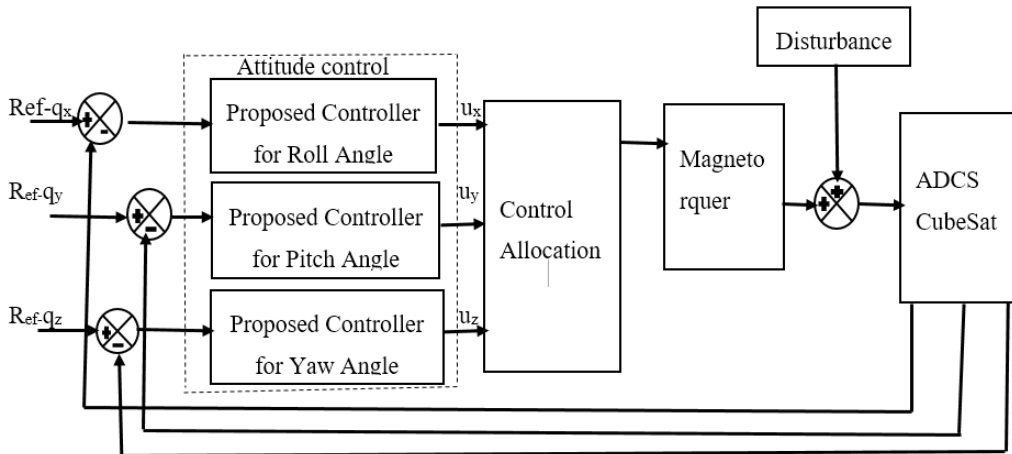 Disturbance
Attitude control
Ref-qx
+
-
Proposed Controller
for Roll Angle
ux
Control
Allocation
Magneto
rquer
+
+
ADCS
CubeSat
Ref-qy
+
-
Proposed Controller
for Pitch Angle
uy
Ref-qz
+
-
Proposed Controller
for Yaw Angle
uz